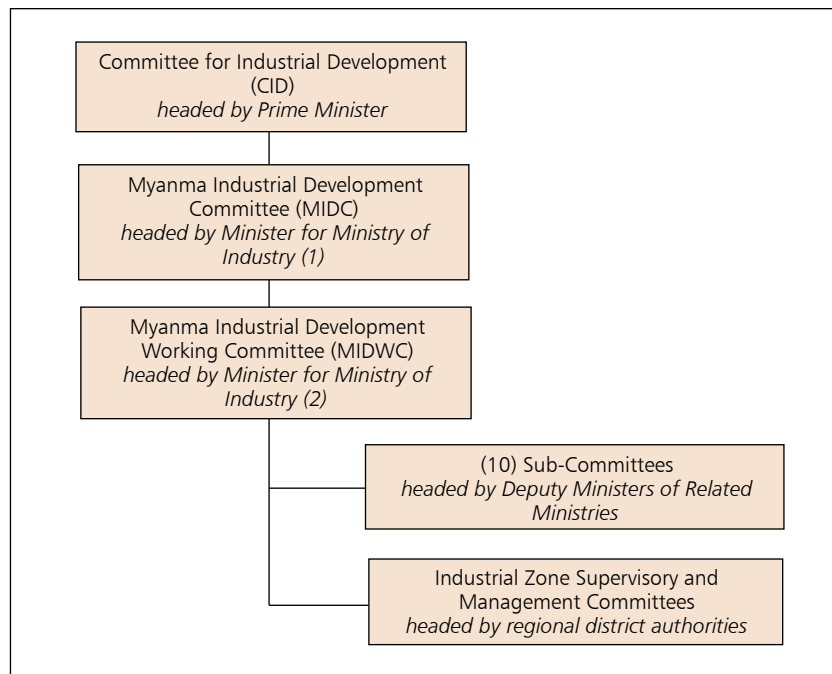 Committee for Industrial Development
(CID)
headed by Prime Minister
Myanma Industrial Development
Committee (MIDC)
headed by Minister for Ministry of
Industry (1)
Myanma Industrial Development
Working Committee (MIDWC)
headed by Minister for Ministry of
Industry (2)
(10) Sub-Committees
headed by Deputy Ministers of Related
Ministries
Industrial Zone Supervisory and
Management Committees
headed by regional district authorities